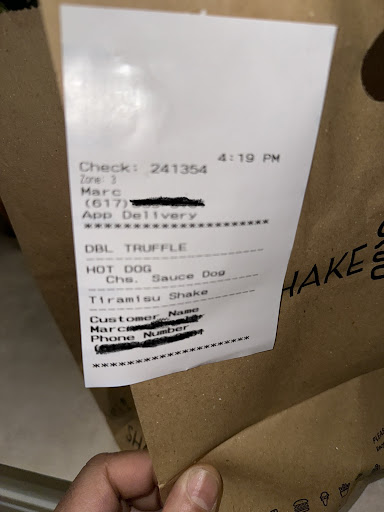 4:19 PM
Check: 241354
Zone: 3
Marc
(617)
App Delivery
**********************
DBL TRUFFLE
HOT DOG
Chs. Sauce Dog
Tiramisu Shake
Customer Name
Marc
Phone Number
**********************
SHAKE